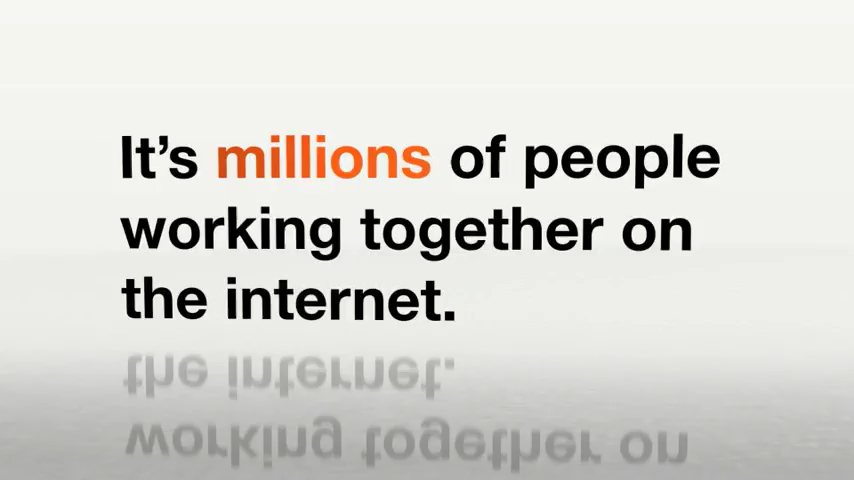 It's millions of people
working together on
the internet.